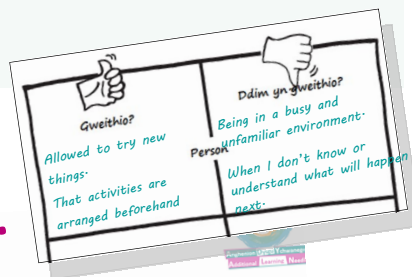 Gweithio?
Allowed to try new
things.
That activities are
arranged beforehand
Person
Ddim yn gweithio?
Being in a busy and
unfamiliar environment.
When I don't know or
understand what will happen
next.
Additional Learning Need